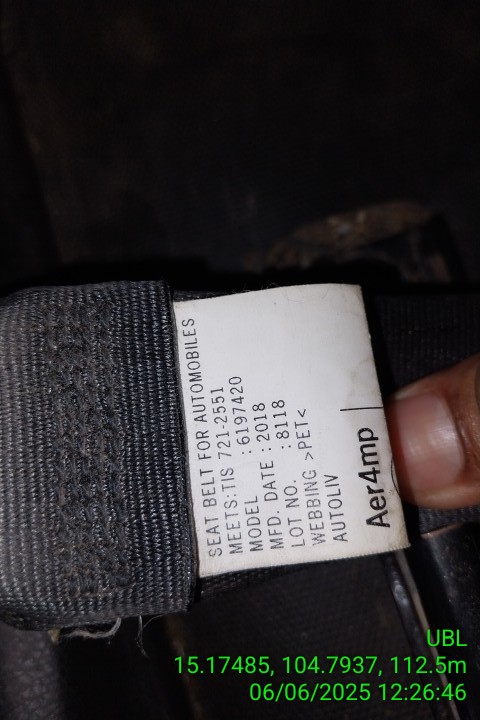 SEAT BELT FOR AUTOMOBILES
MEETS:TIS 721-2551
MODEL :6197420
MFD. DATE :2018
LOT NO. :8118
WEBBING >PET<
AUTOLIV
Aer4mp
UBL
15.17485, 104.7937, 112.5m
06/06/2025 12:26:46